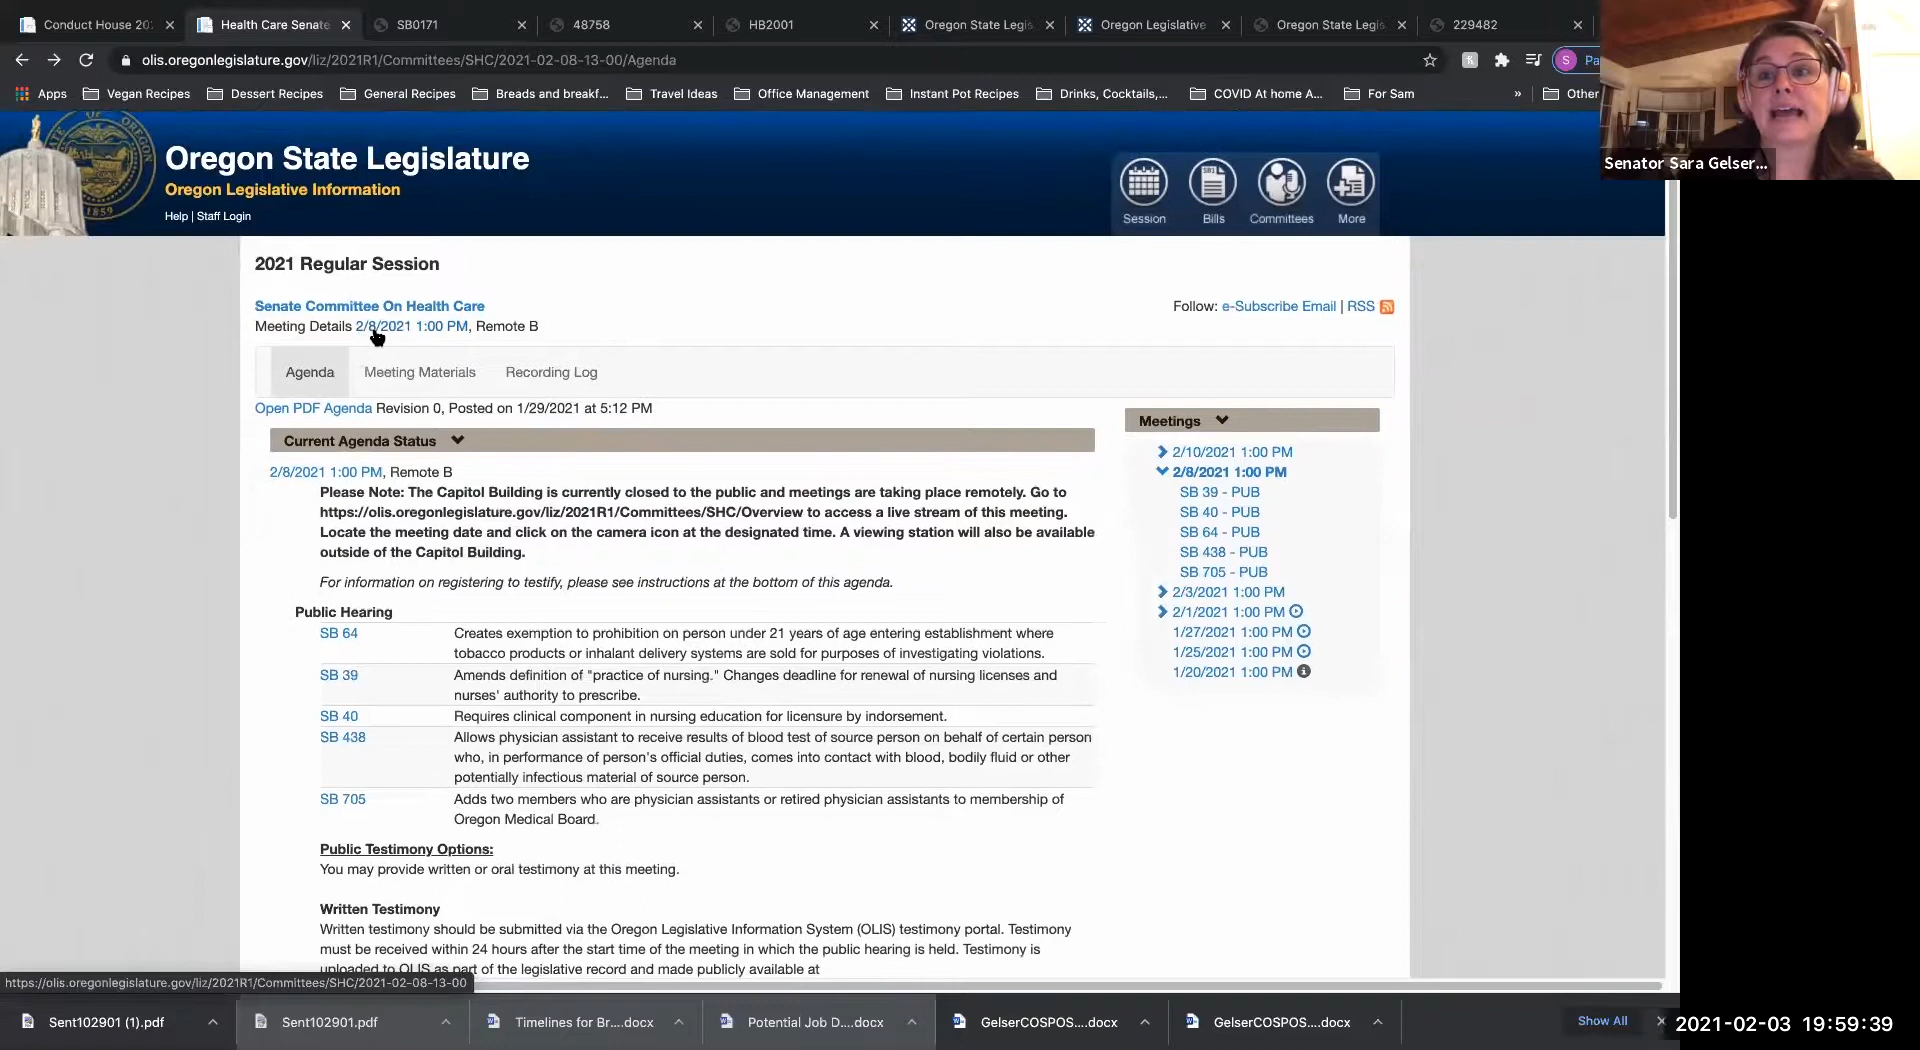 Conduct House 202
Health Care Senate
SB0171
48758
HB2001
Oregon State Legis
Oregon Legislative
Oregon State Legis
229482
olis.oregonlegislature.gov/liz/2021R1/Committees/SHC/2021-02-08-13-00/Agenda
S Pa
Apps
Vegan Recipes
Dessert Recipes
General Recipes
Breads and breakf...
Travel Ideas
Office Management
Instant Pot Recipes
Drinks, Cocktails,...
COVID At home A...
For Sam
»
Other
Senator Sara Gelser...
Oregon State Legislature
Oregon Legislative Information
Help | Staff Login
1859
Session
Bills
Committees
More
2021 Regular Session
Senate Committee On Health Care
Follow: e-Subscribe Email | RSS
Meeting Details 2/8/2021 1:00 PM, Remote B
Agenda
Meeting Materials
Recording Log
Open PDF Agenda Revision 0, Posted on 1/29/2021 at 5:12 PM
Current Agenda Status
2/8/2021 1:00 PM, Remote B
Please Note: The Capitol Building is currently closed to the public and meetings are taking place remotely. Go to
https://olis.oregonlegislature.gov/liz/2021R1/Committees/SHC/Overview to access a live stream of this meeting.
Locate the meeting date and click on the camera icon at the designated time. A viewing station will also be available
outside of the Capitol Building.
For information on registering to testify, please see instructions at the bottom of this agenda.
Public Hearing
SB 64 Creates exemption to prohibition on person under 21 years of age entering establishment where
tobacco products or inhalant delivery systems are sold for purposes of investigating violations.
SB 39 Amends definition of "practice of nursing." Changes deadline for renewal of nursing licenses and
nurses' authority to prescribe.
SB 40 Requires clinical component in nursing education for licensure by indorsement.
SB 438 Allows physician assistant to receive results of blood test of source person on behalf of certain person
who, in performance of person's official duties, comes into contact with blood, bodily fluid or other
potentially infectious material of source person.
SB 705 Adds two members who are physician assistants or retired physician assistants to membership of
Oregon Medical Board.
Public Testimony Options:
You may provide written or oral testimony at this meeting.
Written Testimony
Written testimony should be submitted via the Oregon Legislative Information System (OLIS) testimony portal. Testimony
must be received within 24 hours after the start time of the meeting in which the public hearing is held. Testimony is
uploaded to OLIS as part of the legislative record and made publicly available at
Meetings
2/10/2021 1:00 PM
2/8/2021 1:00 PM
SB 39 - PUB
SB 40 - PUB
SB 64 - PUB
SB 438 - PUB
SB 705 - PUB
2/3/2021 1:00 PM
2/1/2021 1:00 PM
1/27/2021 1:00 PM
1/25/2021 1:00 PM
1/20/2021 1:00 PM
https://olis.oregonlegislature.gov/liz/2021R1/Committees/SHC/2021-02-08-13-00
Sent102901 (1).pdf
Sent102901.pdf
Timelines for Br....docx
Potential Job D....docx
GelserCOSPOS....docx
GelserCOSPOS....docx
Show All
2021-02-03 19:59:39